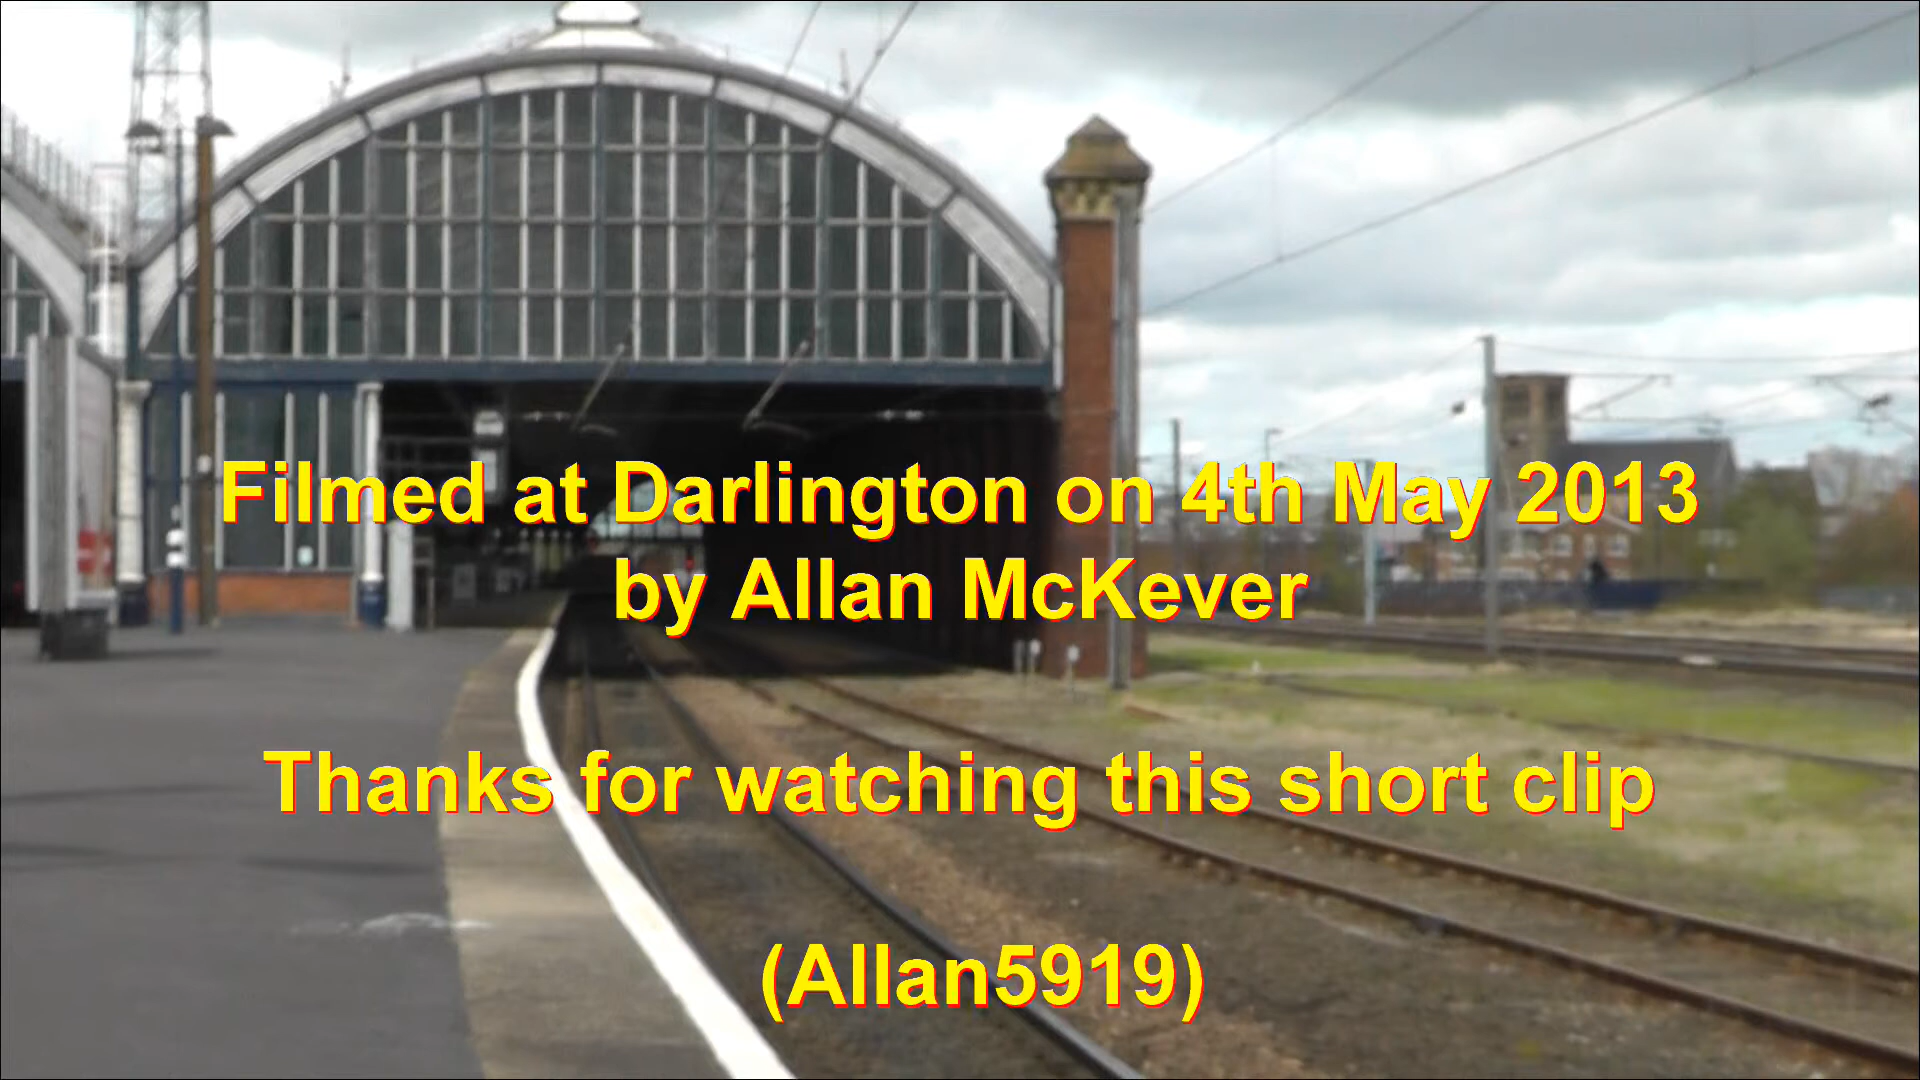 Filmed at Darlington on 4th May 2013
by Allan McKever
Thanks for watching this short clip
(Allan5919)